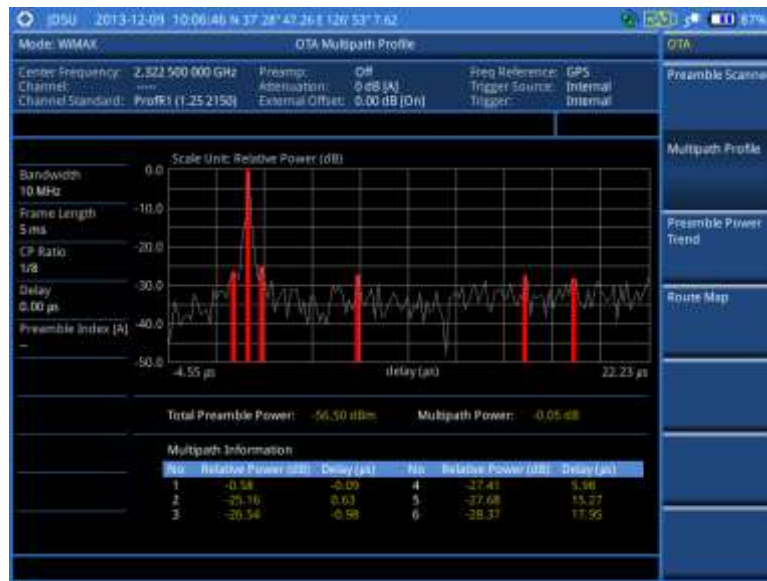 JDSU 2013-12-09 10:06:46 N 37° 28' 47.26 E 126° 53' 7.62 87%
Mode: WiMAX OTA Multipath Profile OTA
Center Frequency: 2.322 500 000 GHz Preamp: Off Freq Reference: GPS
Channel: ----- Attenuation: 0 dB [A] Trigger Source: Internal
Channel Standard: ProfR1 (1.25 2150) External Offset: 0.00 dB [On] Trigger: Internal
Preamble Scanner
Multipath Profile
Preamble Power
Trend
Route Map
Bandwidth
10 MHz
Frame Length
5 ms
CP Ratio
1/8
Delay
0.00 µs
Preamble Index [A]
--
Scale Unit: Relative Power (dB)
0.0
-10.0
-20.0
-30.0
-40.0
-50.0
-4.55 µs delay (µs) 22.23 µs
Total Preamble Power: -56.50 dBm Multipath Power: -0.05 dB
Multipath Information
No Relative Power (dB) Delay (µs) No Relative Power (dB) Delay (µs)
1 -0.58 -0.09 4 -27.41 5.98
2 -25.16 0.63 5 -27.68 15.27
3 -26.54 -0.98 6 -28.37 17.95